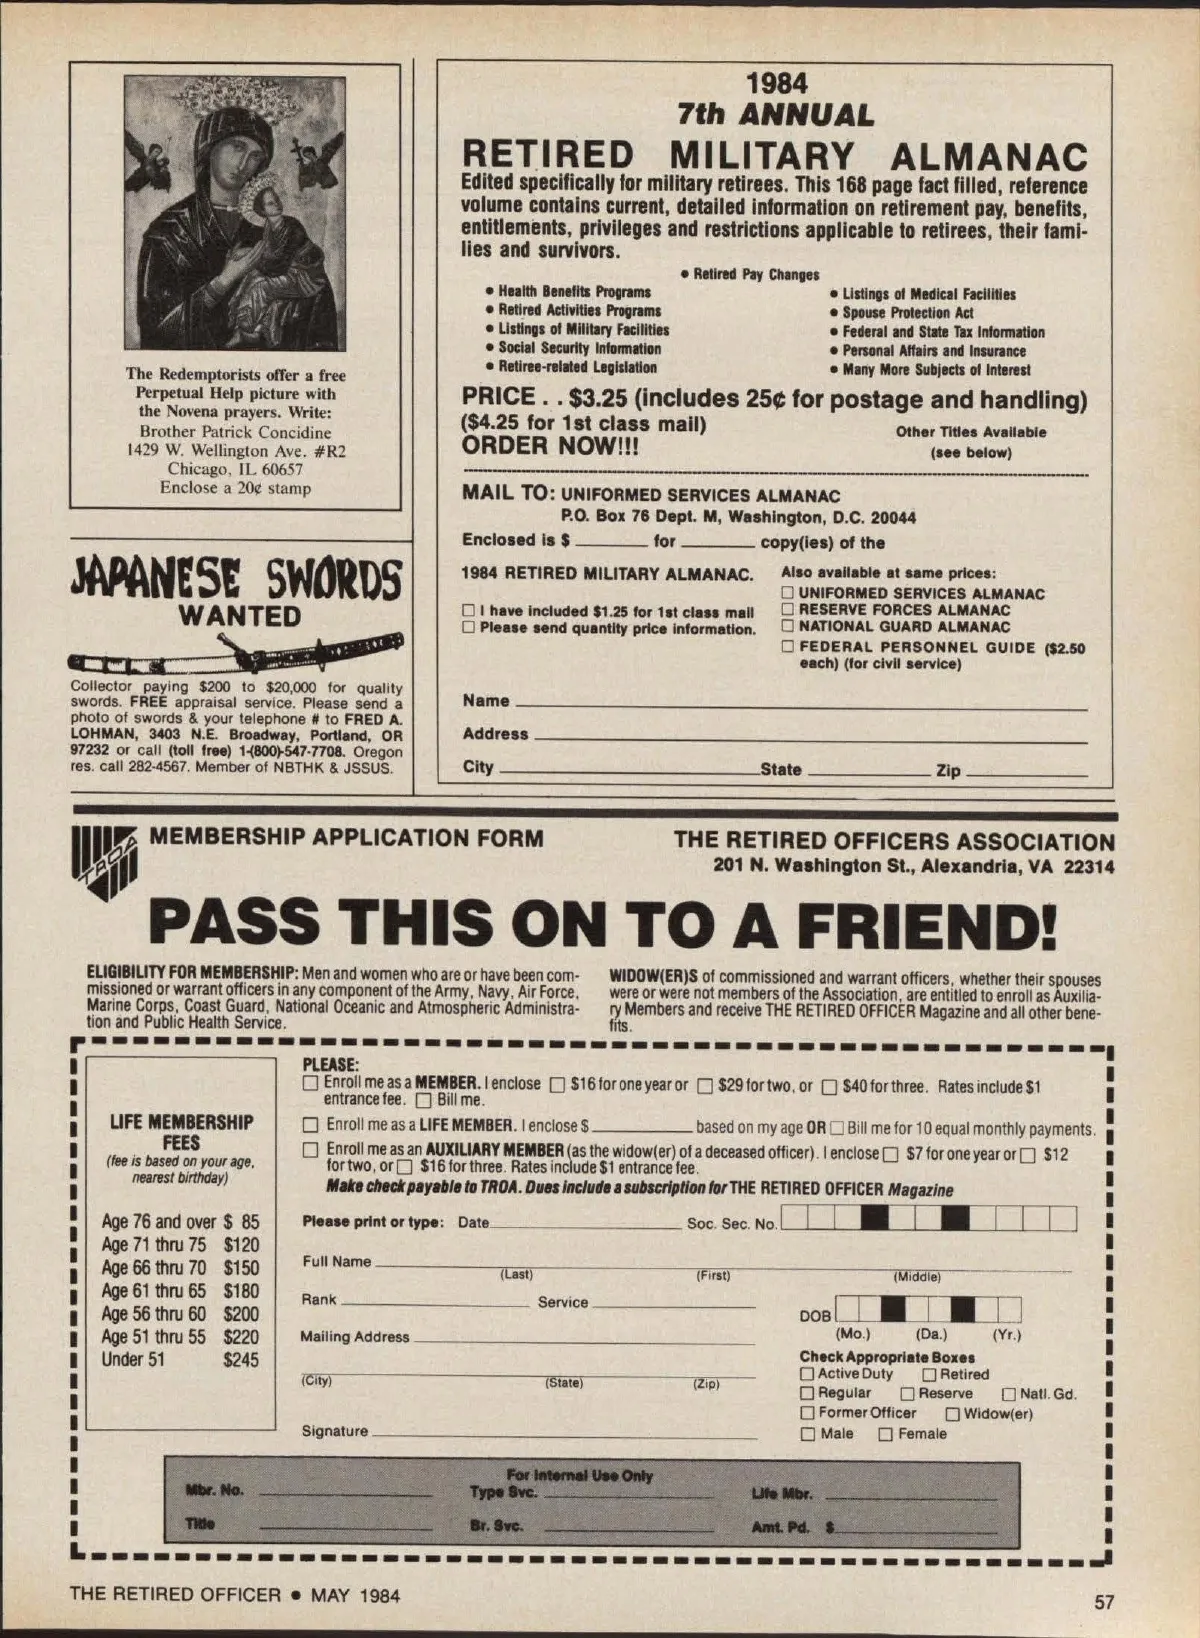 The Redemptorists offer a free
Perpetual Help picture with
the Novena prayers. Write:
Brother Patrick Concidine
1429 W. Wellington Ave. #R2
Chicago, IL 60657
Enclose a 20¢ stamp
JAPANESE SWORDS
WANTED
Collector paying $200 to $20,000 for quality
swords. FREE appraisal service. Please send a
photo of swords & your telephone # to FRED A.
LOHMAN, 3403 N.E. Broadway, Portland, OR
97232 or call (toll free) 1-(800)-547-7708. Oregon
res. call 282-4567. Member of NBTHK & JSSUS.
1984
7th ANNUAL
RETIRED MILITARY ALMANAC
Edited specifically for military retirees. This 168 page fact filled, reference
volume contains current, detailed information on retirement pay, benefits,
entitlements, privileges and restrictions applicable to retirees, their fami-
lies and survivors.
• Retired Pay Changes
• Health Benefits Programs
• Retired Activities Programs
• Listings of Military Facilities
• Social Security Information
• Retiree-related Legislation
• Listings of Medical Facilities
• Spouse Protection Act
• Federal and State Tax Information
• Personal Affairs and Insurance
• Many More Subjects of Interest
PRICE . . $3.25 (includes 25¢ for postage and handling)
($4.25 for 1st class mail)
ORDER NOW!!!
Other Titles Available
(see below)
MAIL TO: UNIFORMED SERVICES ALMANAC
P.O. Box 76 Dept. M, Washington, D.C. 20044
Enclosed is $ ______ for ______ copy(ies) of the
1984 RETIRED MILITARY ALMANAC.
☐ I have included $1.25 for 1st class mail
☐ Please send quantity price information.
Also available at same prices:
☐ UNIFORMED SERVICES ALMANAC
☐ RESERVE FORCES ALMANAC
☐ NATIONAL GUARD ALMANAC
☐ FEDERAL PERSONNEL GUIDE ($2.50
each) (for civil service)
Name
Address
City State Zip
TROA
MEMBERSHIP APPLICATION FORM
THE RETIRED OFFICERS ASSOCIATION
201 N. Washington St., Alexandria, VA 22314
PASS THIS ON TO A FRIEND!
ELIGIBILITY FOR MEMBERSHIP: Men and women who are or have been com-
missioned or warrant officers in any component of the Army, Navy, Air Force,
Marine Corps, Coast Guard, National Oceanic and Atmospheric Administra-
tion and Public Health Service.
WIDOW(ER)S of commissioned and warrant officers, whether their spouses
were or were not members of the Association, are entitled to enroll as Auxilia-
ry Members and receive THE RETIRED OFFICER Magazine and all other bene-
fits.
LIFE MEMBERSHIP
FEES
(fee is based on your age,
nearest birthday)
Age 76 and over $ 85
Age 71 thru 75 $120
Age 66 thru 70 $150
Age 61 thru 65 $180
Age 56 thru 60 $200
Age 51 thru 55 $220
Under 51 $245
PLEASE:
☐ Enroll me as a MEMBER. I enclose ☐ $16 for one year or ☐ $29 for two, or ☐ $40 for three. Rates include $1
entrance fee. ☐ Bill me.
☐ Enroll me as a LIFE MEMBER. I enclose $ ______ based on my age OR ☐ Bill me for 10 equal monthly payments.
☐ Enroll me as an AUXILIARY MEMBER (as the widow(er) of a deceased officer). I enclose ☐ $7 for one year or ☐ $12
for two, or ☐ $16 for three. Rates include $1 entrance fee.
Make check payable to TROA. Dues include a subscription for THE RETIRED OFFICER Magazine
Please print or type: Date Soc. Sec. No.
Full Name
(Last) (First) (Middle)
Rank Service
DOB
(Mo.) (Da.) (Yr.)
Mailing Address
(City) (State) (Zip)
Signature
Check Appropriate Boxes
☐ Active Duty ☐ Retired
☐ Regular ☐ Reserve ☐ Natl. Gd.
☐ Former Officer ☐ Widow(er)
☐ Male ☐ Female
For Internal Use Only
Mbr. No. Type Svc. Life Mbr.
Title Br. Svc. Amt. Pd. $
THE RETIRED OFFICER • MAY 1984
57